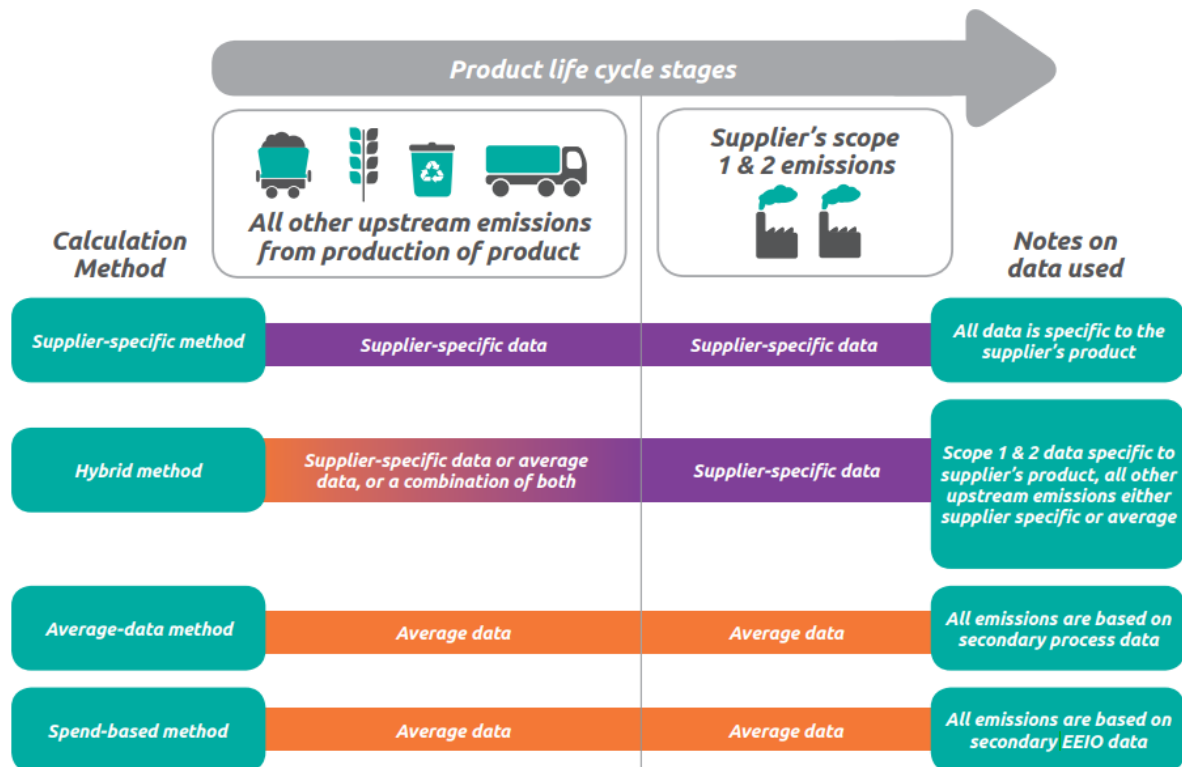 Product life cycle stages
All other upstream emissions
from production of product
Supplier's scope
1 & 2 emissions
Calculation
Method
Notes on
data used
Supplier-specific method
Supplier-specific data
Supplier-specific data
All data is specific to the
supplier's product
Hybrid method
Supplier-specific data or average
data, or a combination of both
Supplier-specific data
Scope 1 & 2 data specific to
supplier's product, all other
upstream emissions either
supplier specific or average
Average-data method
Average data
Average data
All emissions are based on
secondary process data
Spend-based method
Average data
Average data
All emissions are based on
secondary EEIO data